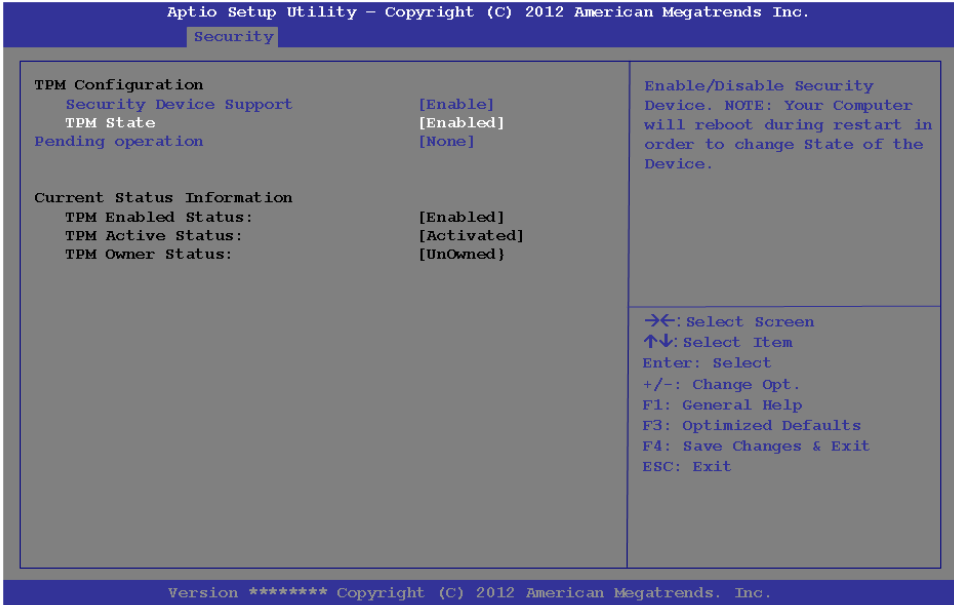 Aptio Setup Utility – Copyright (C) 2012 American Megatrends Inc.
Security
TPM Configuration
Security Device Support [Enable]
TPM State [Enabled]
Pending operation [None]
Current Status Information
TPM Enabled Status: [Enabled]
TPM Active Status: [Activated]
TPM Owner Status: [UnOwned}
Enable/Disable Security
Device. NOTE: Your Computer
will reboot during restart in
order to change State of the
Device.
→←:Select Screen
↑↓:Select Item
Enter: Select
+/-: Change Opt.
F1: General Help
F3: Optimized Defaults
F4: Save Changes & Exit
ESC: Exit
Version ******** Copyright (C) 2012 American Megatrends. Inc.